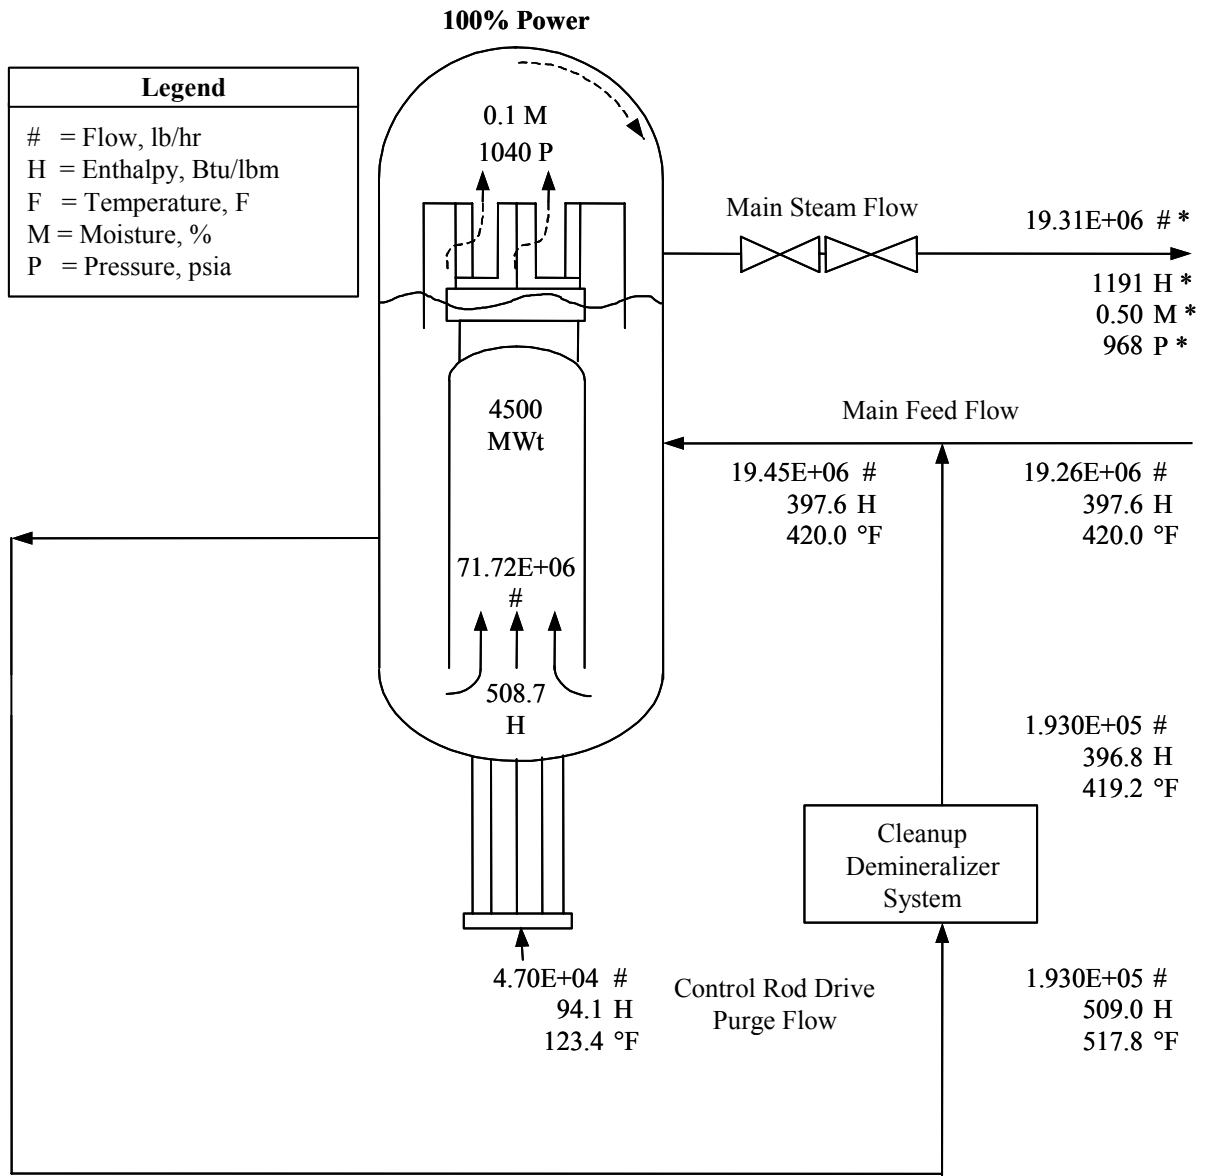 100% Power
Legend
# = Flow, lb/hr
H = Enthalpy, Btu/lbm
F = Temperature, F
M = Moisture, %
P = Pressure, psia
0.1 M
1040 P
Main Steam Flow
19.31E+06 # *
1191 H *
0.50 M *
968 P *
4500
MWt
Main Feed Flow
19.45E+06 #
397.6 H
420.0 °F
19.26E+06 #
397.6 H
420.0 °F
71.72E+06
#
508.7
H
1.930E+05 #
396.8 H
419.2 °F
Cleanup
Demineralizer
System
4.70E+04 #
94.1 H
123.4 °F
Control Rod Drive
Purge Flow
1.930E+05 #
509.0 H
517.8 °F